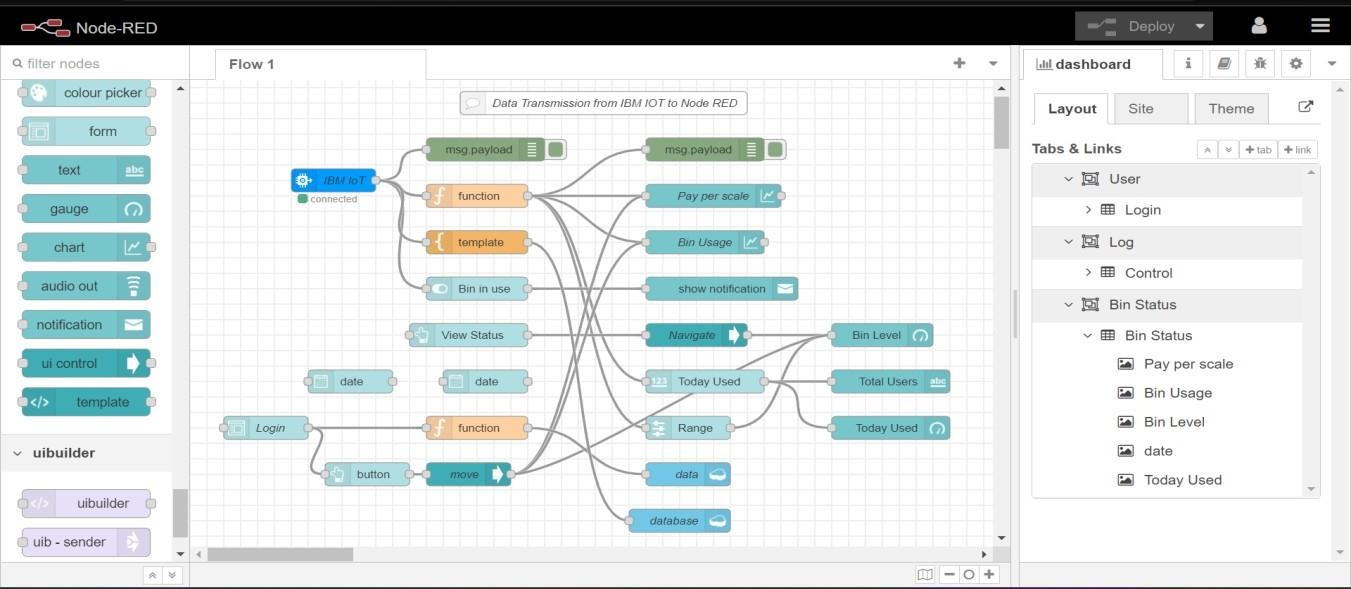 Node-RED
Deploy
filter nodes
colour picker
form
text
abc
gauge
chart
audio out
notification
ui control
</> template
uibuilder
</> uibuilder
uib - sender
Flow 1
Data Transmission from IBM IOT to Node RED
msg.payload
msg.payload
IBM IoT
connected
f function
Pay per scale
{ template
Bin Usage
Bin in use
show notification
View Status
Navigate
Bin Level
date
date
123 Today Used
Total Users abc
Login
f function
Range
Today Used
button
move
data
database
dashboard
i
Layout
Site
Theme
Tabs & Links
+ tab
+ link
User
Login
Log
Control
Bin Status
Bin Status
Pay per scale
Bin Usage
Bin Level
date
Today Used